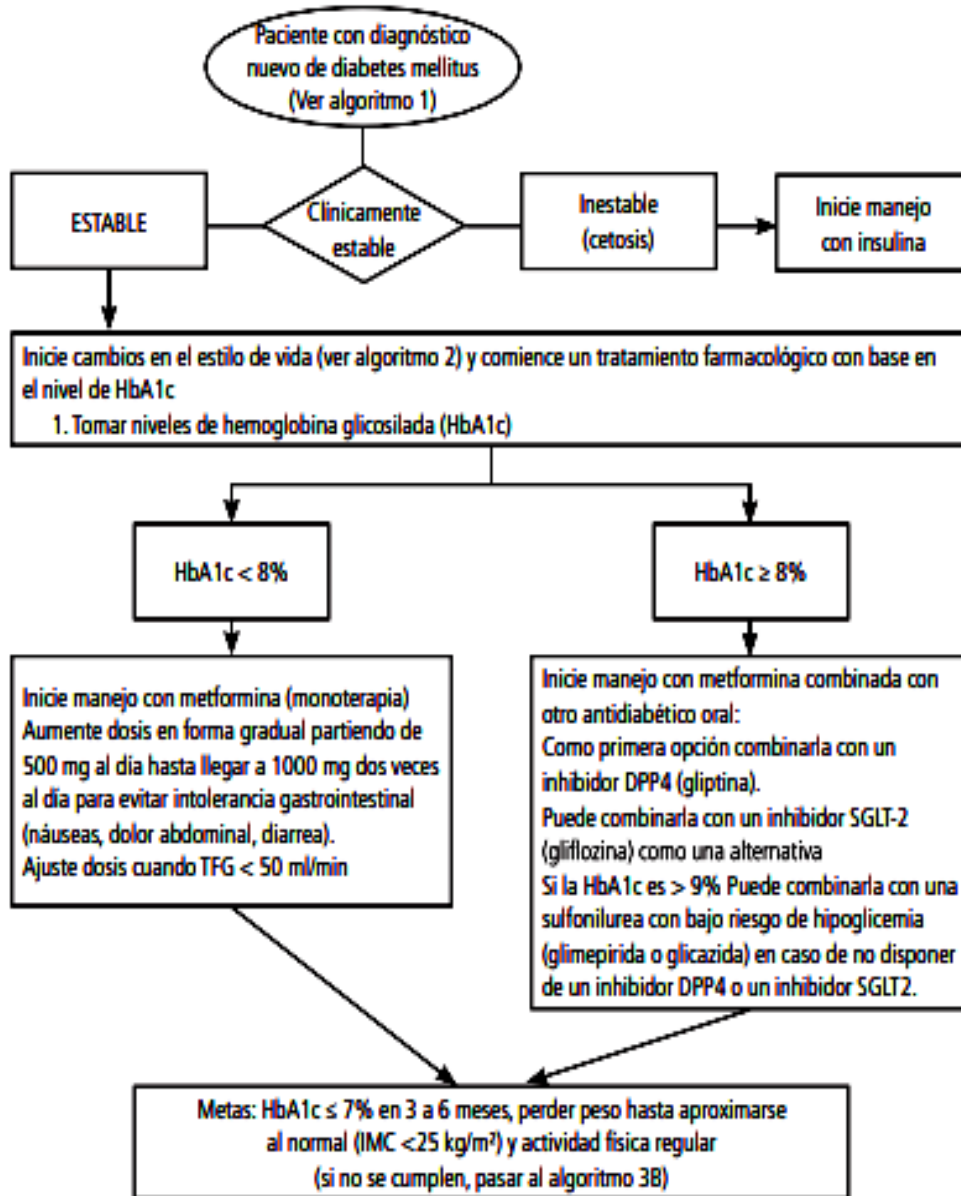 Paciente con diagnóstico
nuevo de diabetes mellitus
(Ver algoritmo 1)
ESTABLE
Clinicamente
estable
Inestable
(cetosis)
Inicie manejo
con insulina
Inicie cambios en el estilo de vida (ver algoritmo 2) y comience un tratamiento farmacológico con base en
el nivel de HbA1c
1. Tomar niveles de hemoglobina glicosilada (HbA1c)
HbA1c < 8%
HbA1c ≥ 8%
Inicie manejo con metformina (monoterapia)
Aumente dosis en forma gradual partiendo de
500 mg al día hasta llegar a 1000 mg dos veces
al día para evitar intolerancia gastrointestinal
(náuseas, dolor abdominal, diarrea).
Ajuste dosis cuando TFG < 50 ml/min
Inicie manejo con metformina combinada con
otro antidiabético oral:
Como primera opción combinarla con un
inhibidor DPP4 (gliptina).
Puede combinarla con un inhibidor SGLT-2
(gliflozina) como una alternativa
Si la HbA1c es > 9% Puede combinarla con una
sulfonilurea con bajo riesgo de hipoglicemia
(glimepirida o glicazida) en caso de no disponer
de un inhibidor DPP4 o un inhibidor SGLT2.
Metas: HbA1c ≤ 7% en 3 a 6 meses, perder peso hasta aproximarse
al normal (IMC <25 kg/m²) y actividad física regular
(si no se cumplen, pasar al algoritmo 3B)